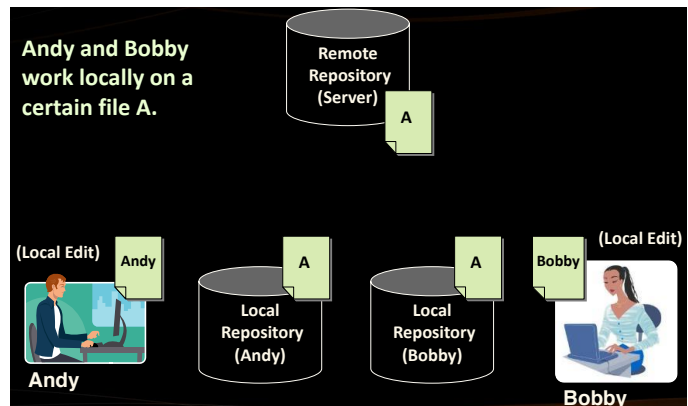 Andy and Bobby
work locally on a
certain file A.
Remote
Repository
(Server)
A
(Local Edit)
Andy
A
A
Bobby
(Local Edit)
Local
Repository
(Andy)
Local
Repository
(Bobby)
Andy
Bobby